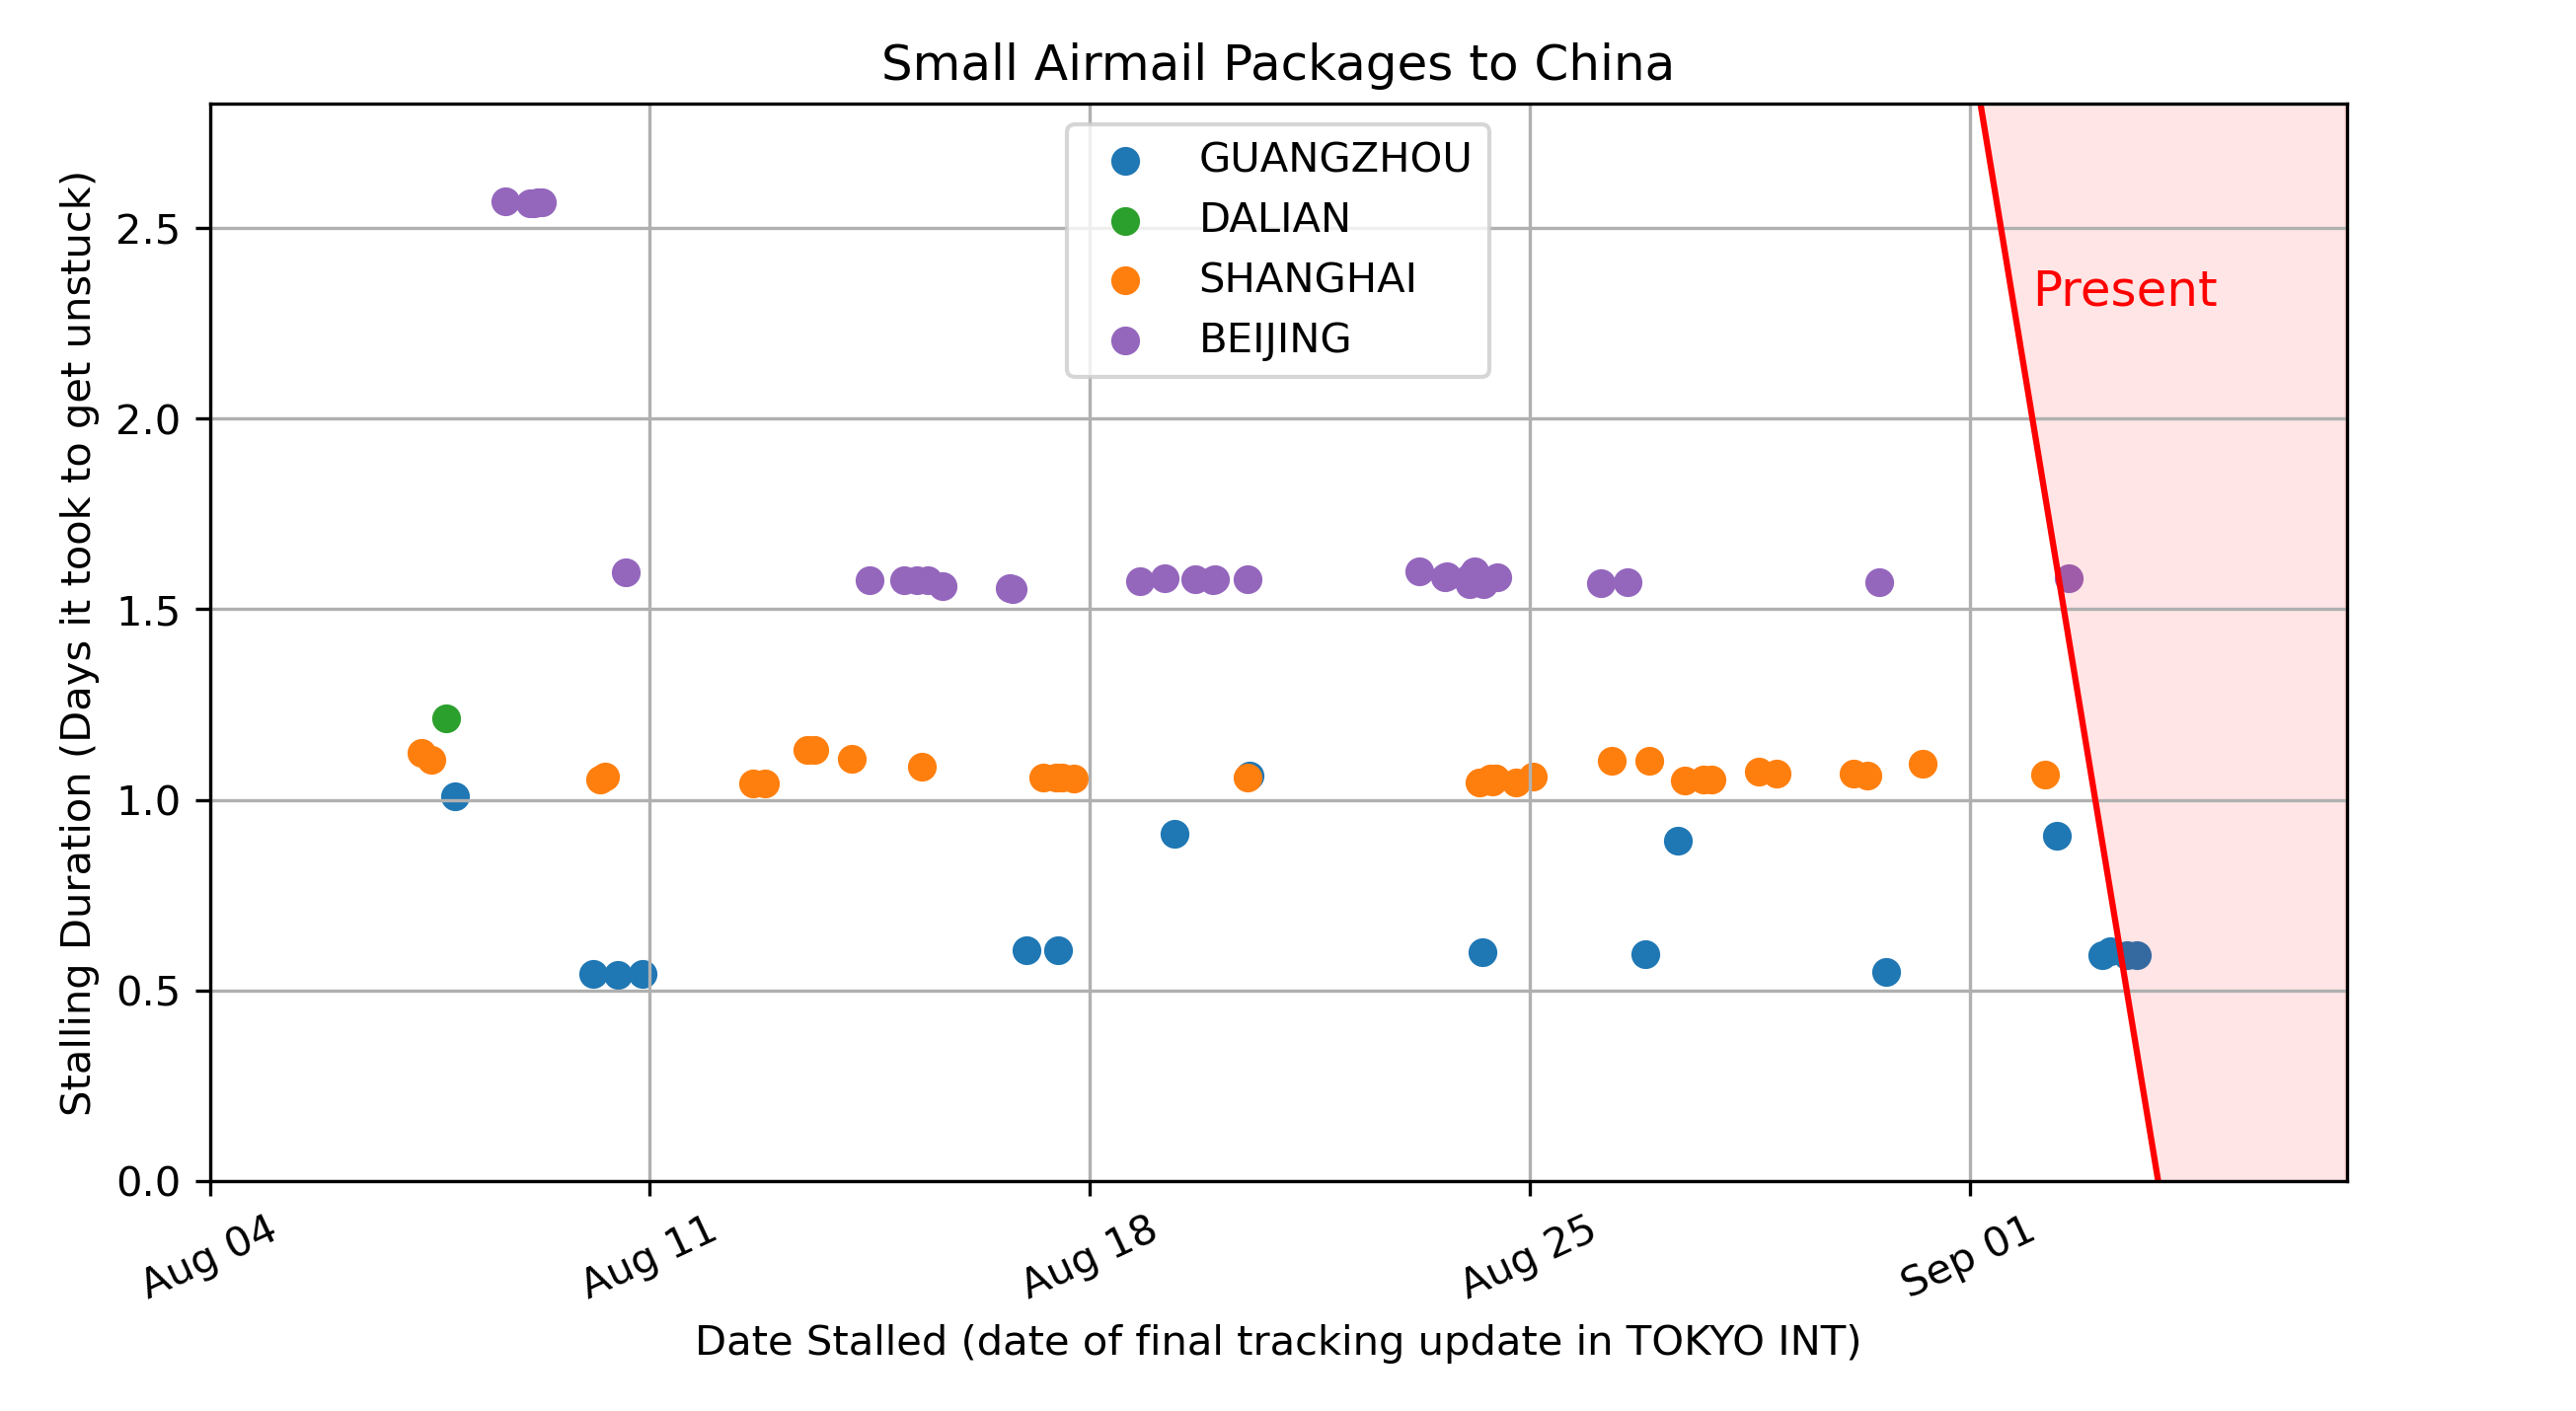 Small Airmail Packages to China
Stalling Duration (Days it took to get unstuck)
2.5
2.0
1.5
1.0
0.5
0.0
GUANGZHOU
DALIAN
SHANGHAI
BEIJING
Present
Aug 04
Aug 11
Aug 18
Aug 25
Sep 01
Date Stalled (date of final tracking update in TOKYO INT)